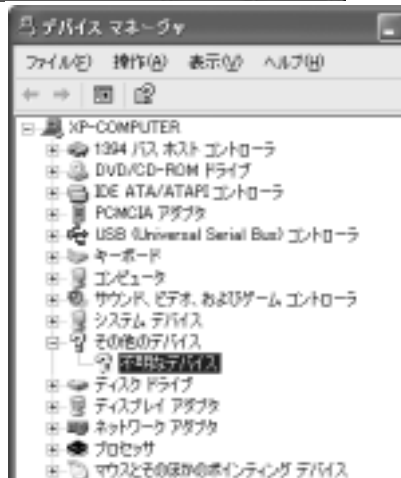 デバイス マネージャ
ファイル(F) 操作(A) 表示(V) ヘルプ(H)
XP-COMPUTER
1394 バス ホスト コントローラ
DVD/CD-ROM ドライブ
IDE ATA/ATAPI コントローラ
PCMCIA アダプタ
USB (Universal Serial Bus) コントローラ
キーボード
コンピュータ
サウンド、ビデオ、およびゲーム コントローラ
システム デバイス
その他のデバイス
不明なデバイス
ディスク ドライブ
ディスプレイ アダプタ
ネットワーク アダプタ
プロセッサ
マウスとそのほかのポインティング デバイス